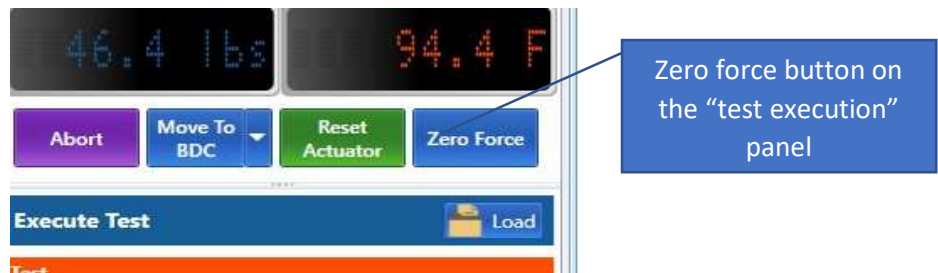 46.4 lbs
94.4 F
Abort
Move To
BDC
Reset
Actuator
Zero Force
Zero force button on
the “test execution”
panel
Execute Test
Load
Test